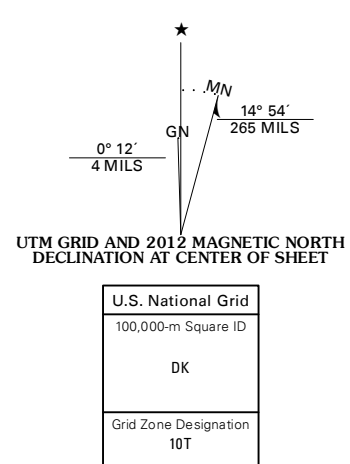 ★
MN
GN
14° 54´
265 MILS
0° 12´
4 MILS
UTM GRID AND 2012 MAGNETIC NORTH
DECLINATION AT CENTER OF SHEET
U.S. National Grid
100,000-m Square ID
DK
Grid Zone Designation
10T